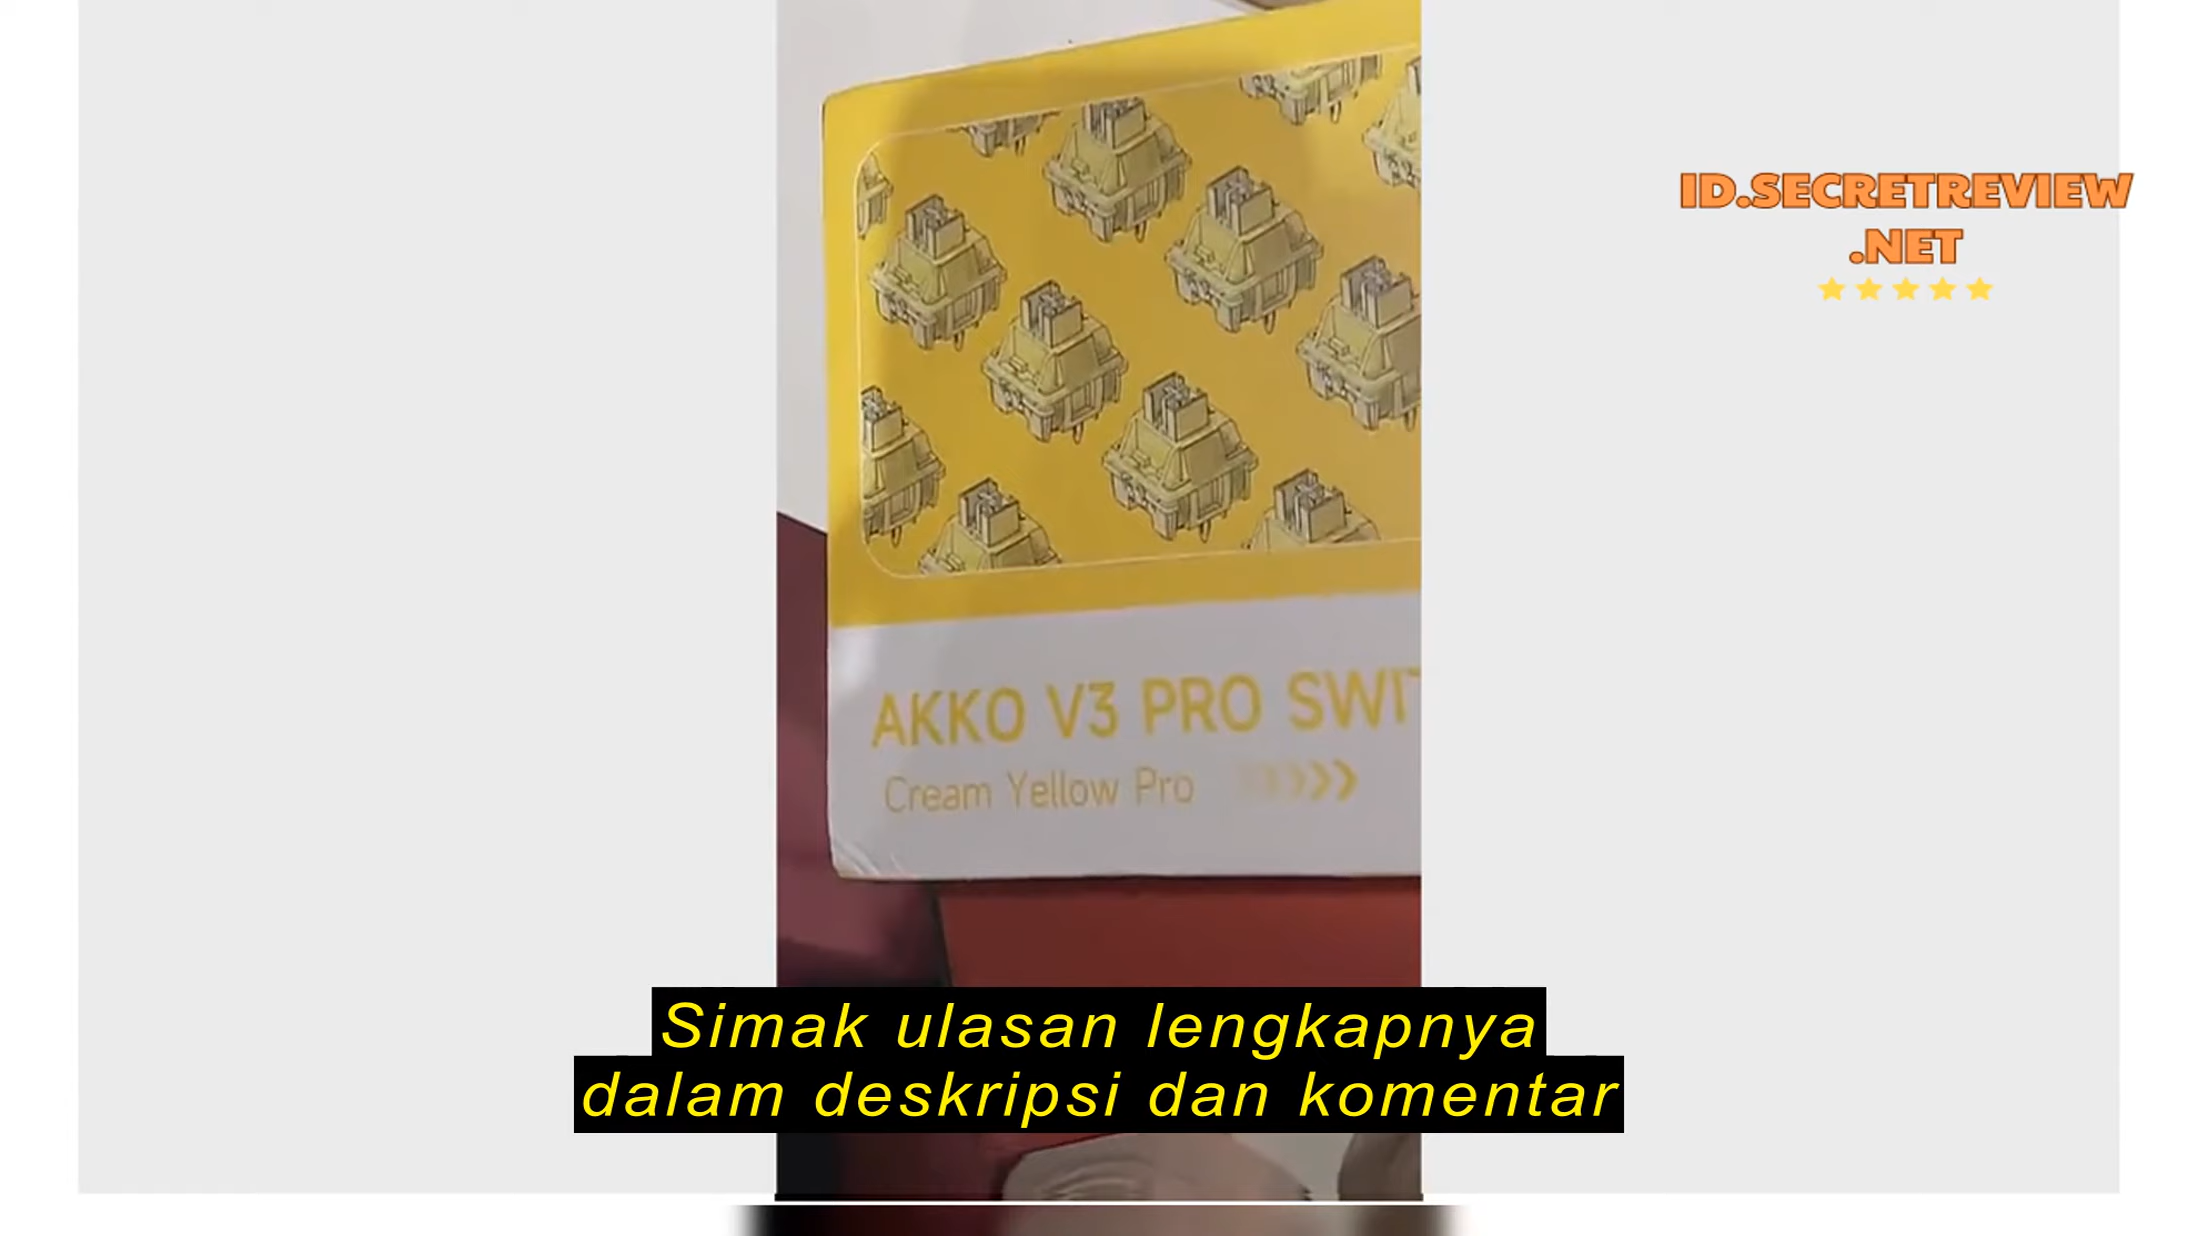 ID.SECRETREVIEW
.NET
AKKO V3 PRO
Cream Yellow Pro
Simak ulasan lengkapnya
dalam deskripsi dan komentar